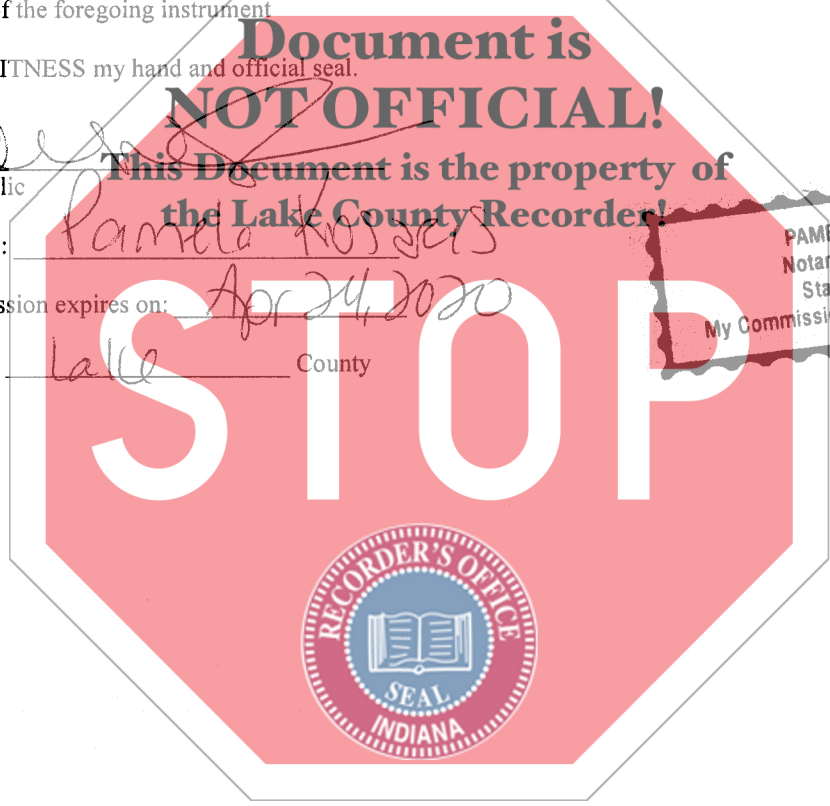 f the foregoing instrument
Document is
ITNESS my hand and official seal.
NOT OFFICIAL!
This Document is the property of
lic
the Lake County Recorder!
: Pamela
PAME
Notar
Sta
My Commissi
ssion expires on: Apr 24, 2020
Lake County
STOP
RECORDER'S OFFICE
SEAL
INDIANA